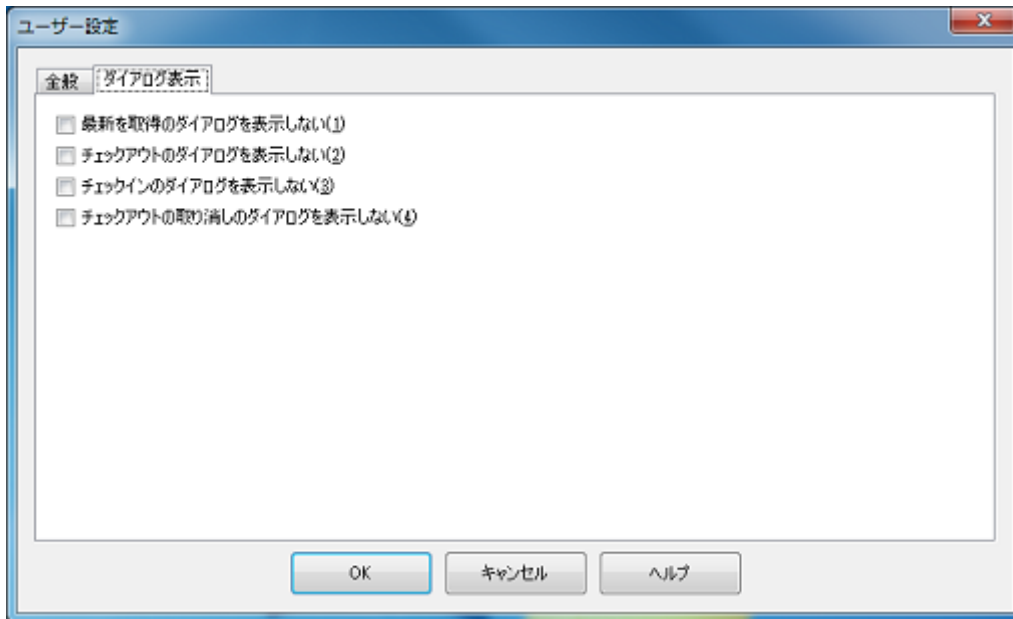 ユーザー設定
全般 ダイアログ表示
最新を取得のダイアログを表示しない(1)
チェックアウトのダイアログを表示しない(2)
チェックインのダイアログを表示しない(3)
チェックアウトの取り消しのダイアログを表示しない(4)
OK キャンセル ヘルプ